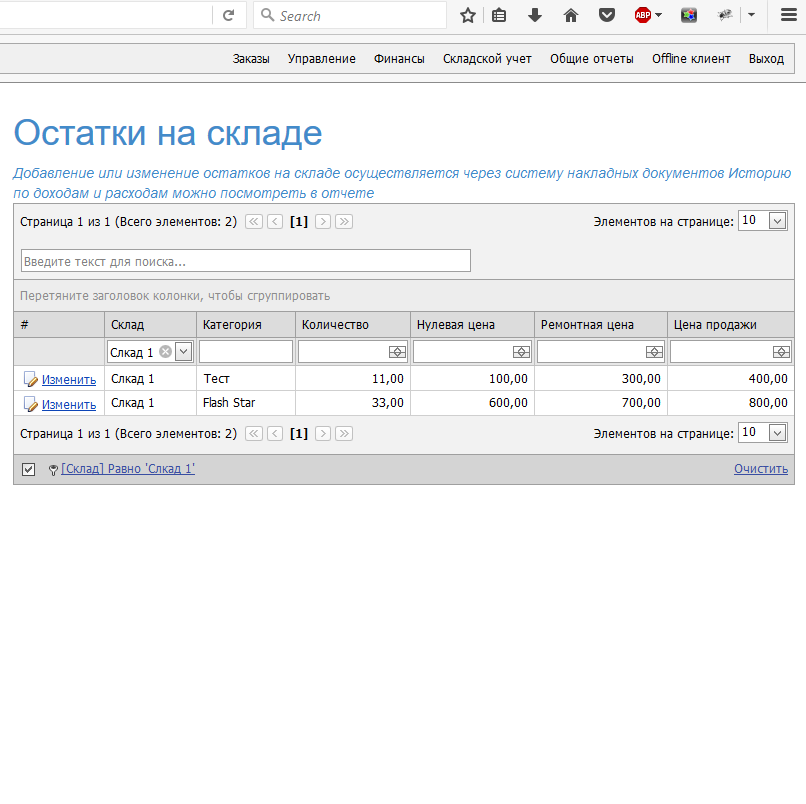 Search
ABP
Заказы Управление Финансы Складской учет Общие отчеты Offline клиент Выход
Остатки на складе
Добавление или изменение остатков на складе осуществляется через систему накладных документов Историю
по доходам и расходам можно посмотреть в отчете
Страница 1 из 1 (Всего элементов: 2) [1] Элементов на странице: 10
Введите текст для поиска...
Перетяните заголовок колонки, чтобы сгруппировать
# Склад Категория Количество Нулевая цена Ремонтная цена Цена продажи
Слкад 1
Изменить Слкад 1 Тест 11,00 100,00 300,00 400,00
Изменить Слкад 1 Flash Star 33,00 600,00 700,00 800,00
Страница 1 из 1 (Всего элементов: 2) [1] Элементов на странице: 10
[Склад] Равно 'Слкад 1' Очистить